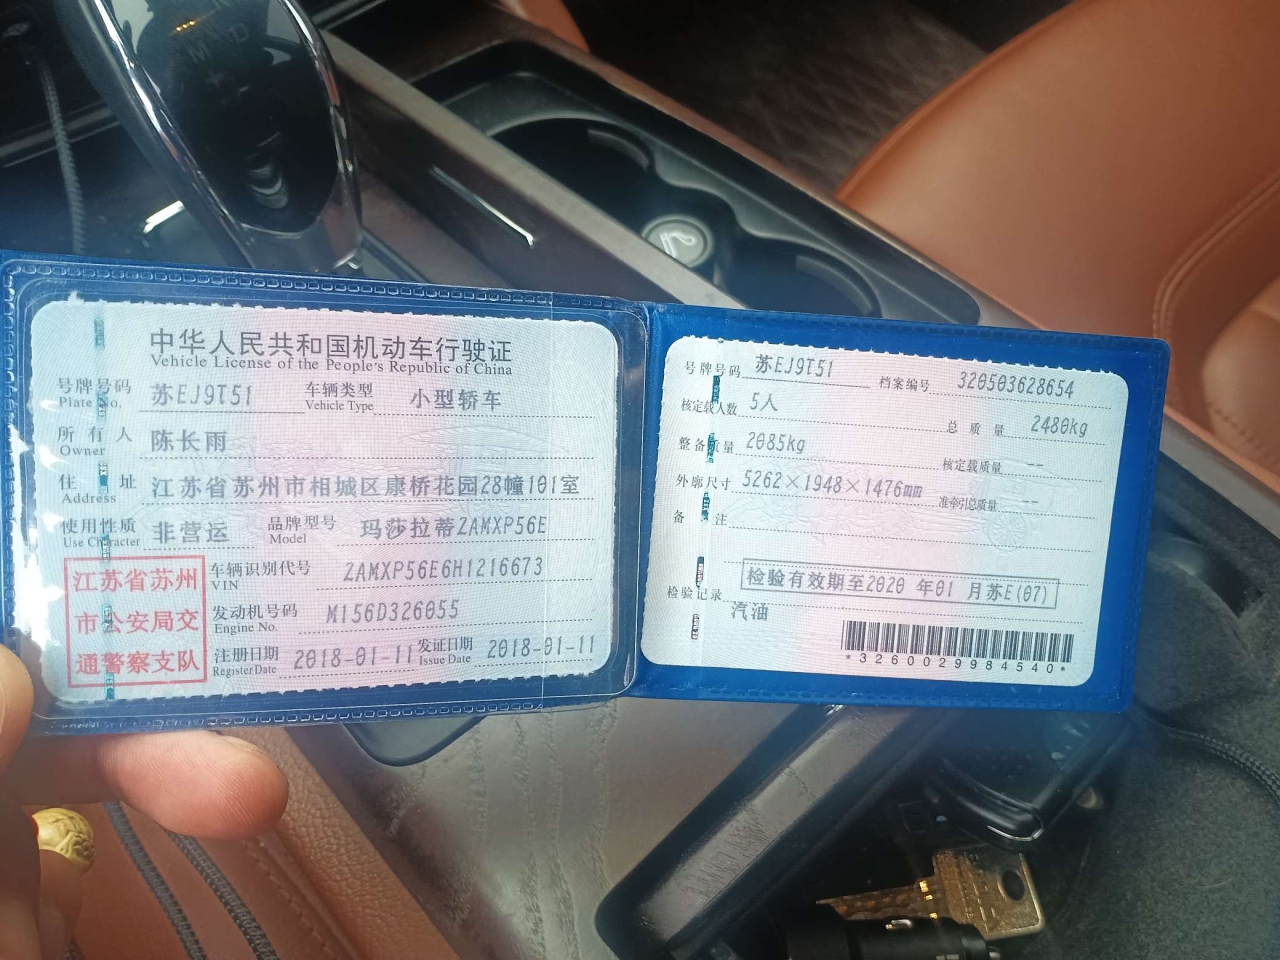 中华人民共和国机动车行驶证
Vehicle License of the People's Republic of China
号牌号码 苏EJ9T51 车辆类型 小型轿车
Plate No. Vehicle Type
所有人 陈长雨
Owner
住址 江苏省苏州市相城区康桥花园28幢101室
Address
使用性质 非营运 品牌型号 玛莎拉蒂ZAMXP56E
Use Character Model
江苏省苏州
市公安局交
通警察支队
车辆识别代号 ZAMXP56E6H1216673
VIN
发动机号码 M156D326055
Engine No.
注册日期 2018-01-11 发证日期 2018-01-11
Register Date Issue Date
号牌号码 苏EJ9T51 档案编号 320503628654
核定载人数 5人 总质量 2480kg
整备质量 2085kg 核定载质量 --
外廓尺寸 5262×1948×1476mm 准牵引总质量 --
备注
检验有效期至2020 年01 月苏E(07)
检验记录
汽油
*3260029984540*